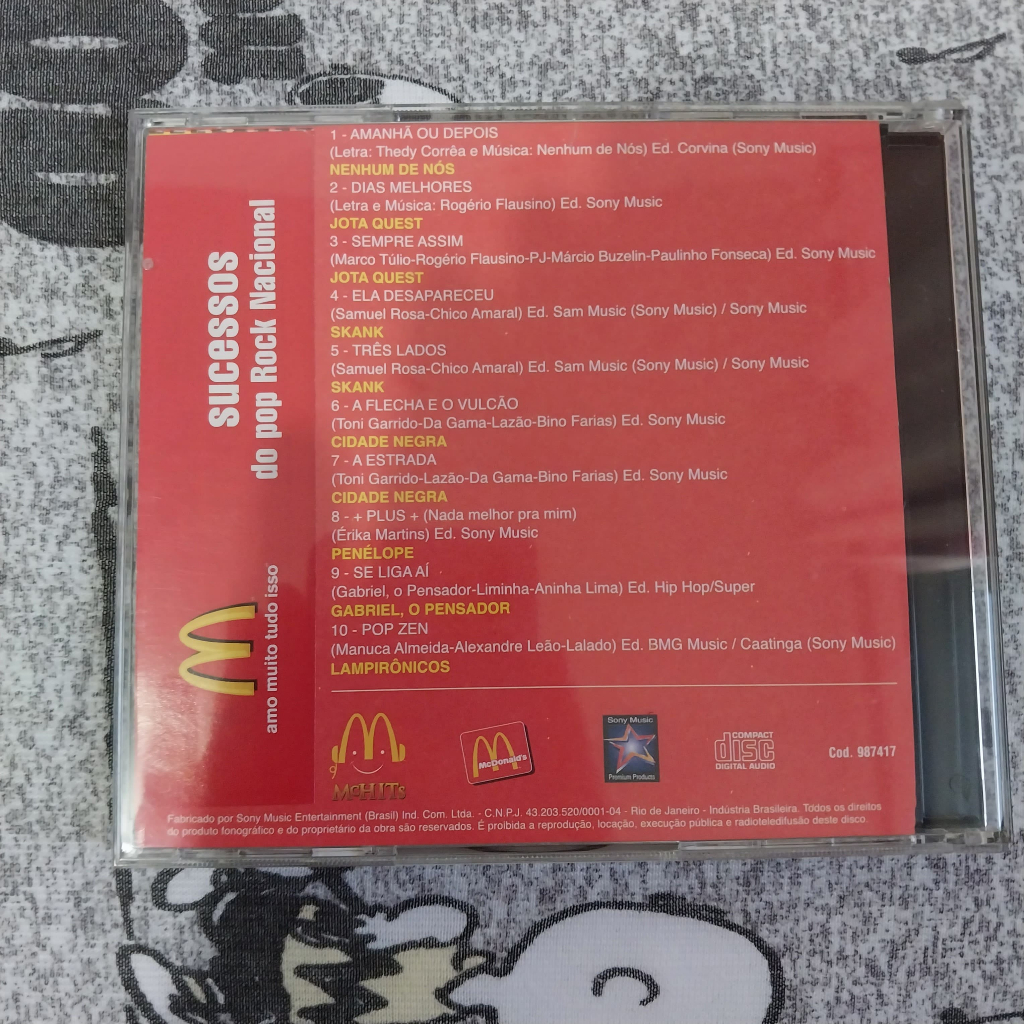 sucessos
do pop Rock Nacional
amo muito tudo isso
1 - AMANHÃ OU DEPOIS
(Letra: Thedy Corrêa e Música: Nenhum de Nós) Ed. Corvina (Sony Music)
NENHUM DE NÓS
2 - DIAS MELHORES
(Letra e Música: Rogério Flausino) Ed. Sony Music
JOTA QUEST
3 - SEMPRE ASSIM
(Marco Túlio-Rogério Flausino-PJ-Márcio Buzelin-Paulinho Fonseca) Ed. Sony Music
JOTA QUEST
4 - ELA DESAPARECEU
(Samuel Rosa-Chico Amaral) Ed. Sam Music (Sony Music) / Sony Music
SKANK
5 - TRÊS LADOS
(Samuel Rosa-Chico Amaral) Ed. Sam Music (Sony Music) / Sony Music
SKANK
6 - A FLECHA E O VULCÃO
(Toni Garrido-Da Gama-Lazão-Bino Farias) Ed. Sony Music
CIDADE NEGRA
7 - A ESTRADA
(Toni Garrido-Lazão-Da Gama-Bino Farias) Ed. Sony Music
CIDADE NEGRA
8 - + PLUS + (Nada melhor pra mim)
(Érika Martins) Ed. Sony Music
PENÉLOPE
9 - SE LIGA AÍ
(Gabriel, o Pensador-Liminha-Aninha Lima) Ed. Hip Hop/Super
GABRIEL, O PENSADOR
10 - POP ZEN
(Manuca Almeida-Alexandre Leão-Lalado) Ed. BMG Music / Caatinga (Sony Music)
LAMPIRÔNICOS
McHITs
McDonald's
Sony Music
Premium Products
COMPACT
disc
DIGITAL AUDIO
Cod. 987417
Fabricado por Sony Music Entertainment (Brasil) Ind. Com. Ltda. - C.N.P.J. 43.203.520/0001-04 - Rio de Janeiro - Indústria Brasileira. Todos os direitos
do produto fonográfico e do proprietário da obra são reservados. É proibida a reprodução, locação, execução pública e radioteledifusão deste disco.